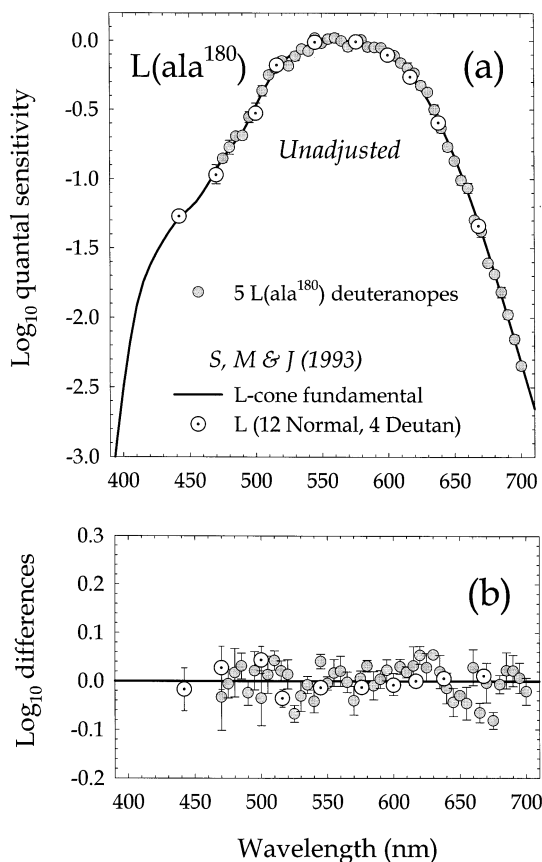 L(ala¹⁸⁰)
(a)
Unadjusted
5 L(ala¹⁸⁰) deuteranopes
S, M & J (1993)
L-cone fundamental
L (12 Normal, 4 Deutan)
Log₁₀ quantal sensitivity
0.0
-0.5
-1.0
-1.5
-2.0
-2.5
-3.0
400 450 500 550 600 650 700
(b)
Log₁₀ differences
0.3
0.2
0.1
0.0
-0.1
-0.2
400 450 500 550 600 650 700
Wavelength (nm)